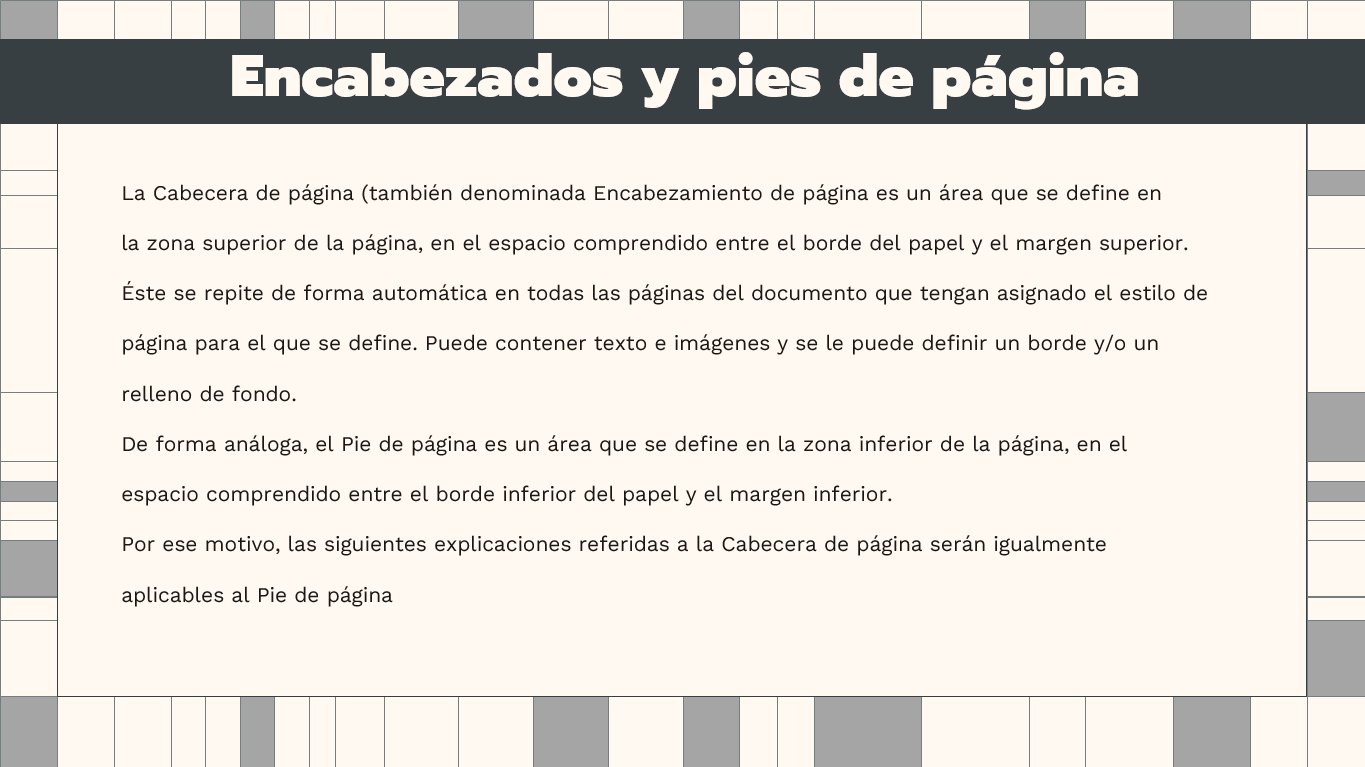 Encabezados y pies de página
La Cabecera de página (también denominada Encabezamiento de página es un área que se define en
la zona superior de la página, en el espacio comprendido entre el borde del papel y el margen superior.
Éste se repite de forma automática en todas las páginas del documento que tengan asignado el estilo de
página para el que se define. Puede contener texto e imágenes y se le puede definir un borde y/o un
relleno de fondo.
De forma análoga, el Pie de página es un área que se define en la zona inferior de la página, en el
espacio comprendido entre el borde inferior del papel y el margen inferior.
Por ese motivo, las siguientes explicaciones referidas a la Cabecera de página serán igualmente
aplicables al Pie de página